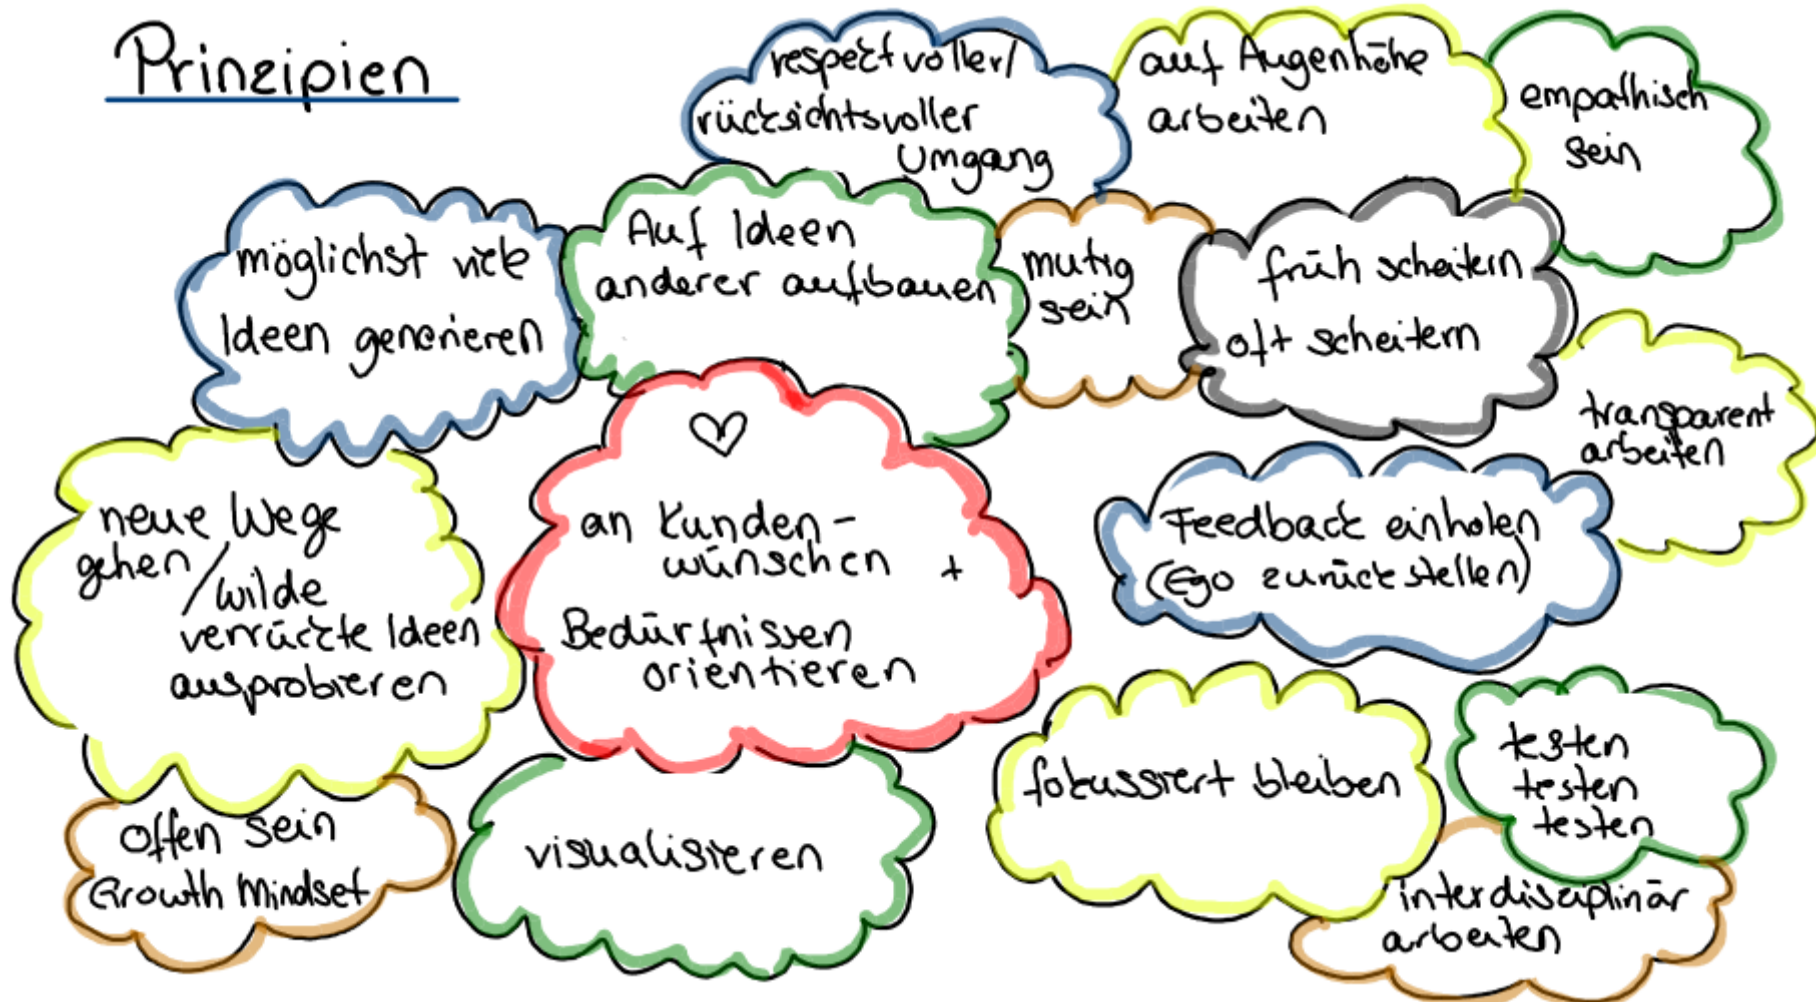 Prinzipien
respektvoller/
rücksichtsvoller
Umgang
auf Augenhöhe
arbeiten
empathisch
sein
möglichst viele
Ideen generieren
Auf Ideen
anderer aufbauen
mutig
sein
früh scheitern
oft scheitern
transparent
arbeiten
neue Wege
gehen /
wilde
verrückte Ideen
ausprobieren
an Kunden-
wünschen +
Bedürfnissen
orientieren
Feedback einholen
(Ego zurückstellen)
offen sein
Growth Mindset
visualisieren
fokussiert bleiben
testen
testen
testen
interdisziplinär
arbeiten